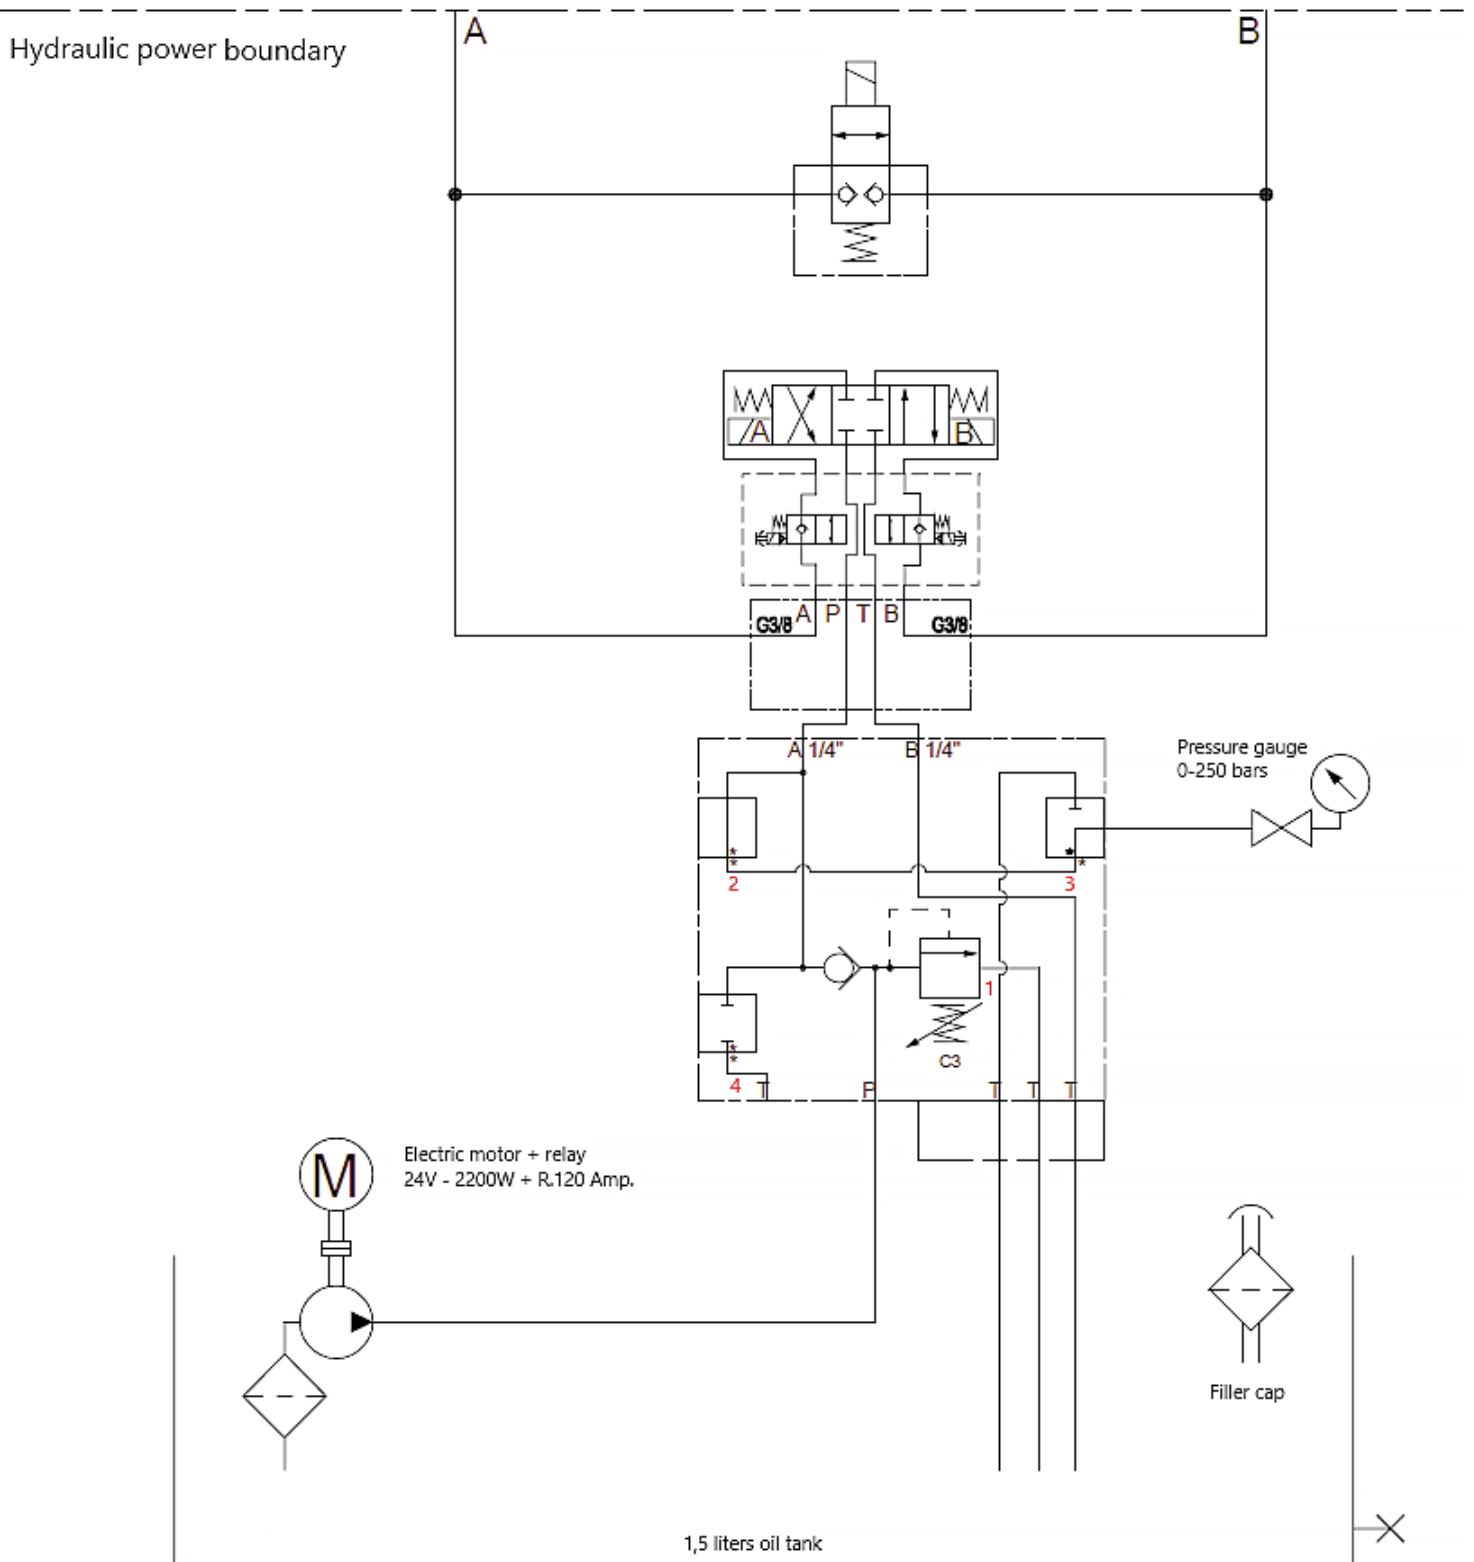 A
B
Hydraulic power boundary
A
B
A
P
T
B
G3/8
G3/8
A 1/4"
B 1/4"
Pressure gauge
0-250 bars
*
*
*
*
2
3
1
C3
*
*
4
T
P
T
T
T
M
Electric motor + relay
24V - 2200W + R.120 Amp.
Filler cap
1,5 liters oil tank